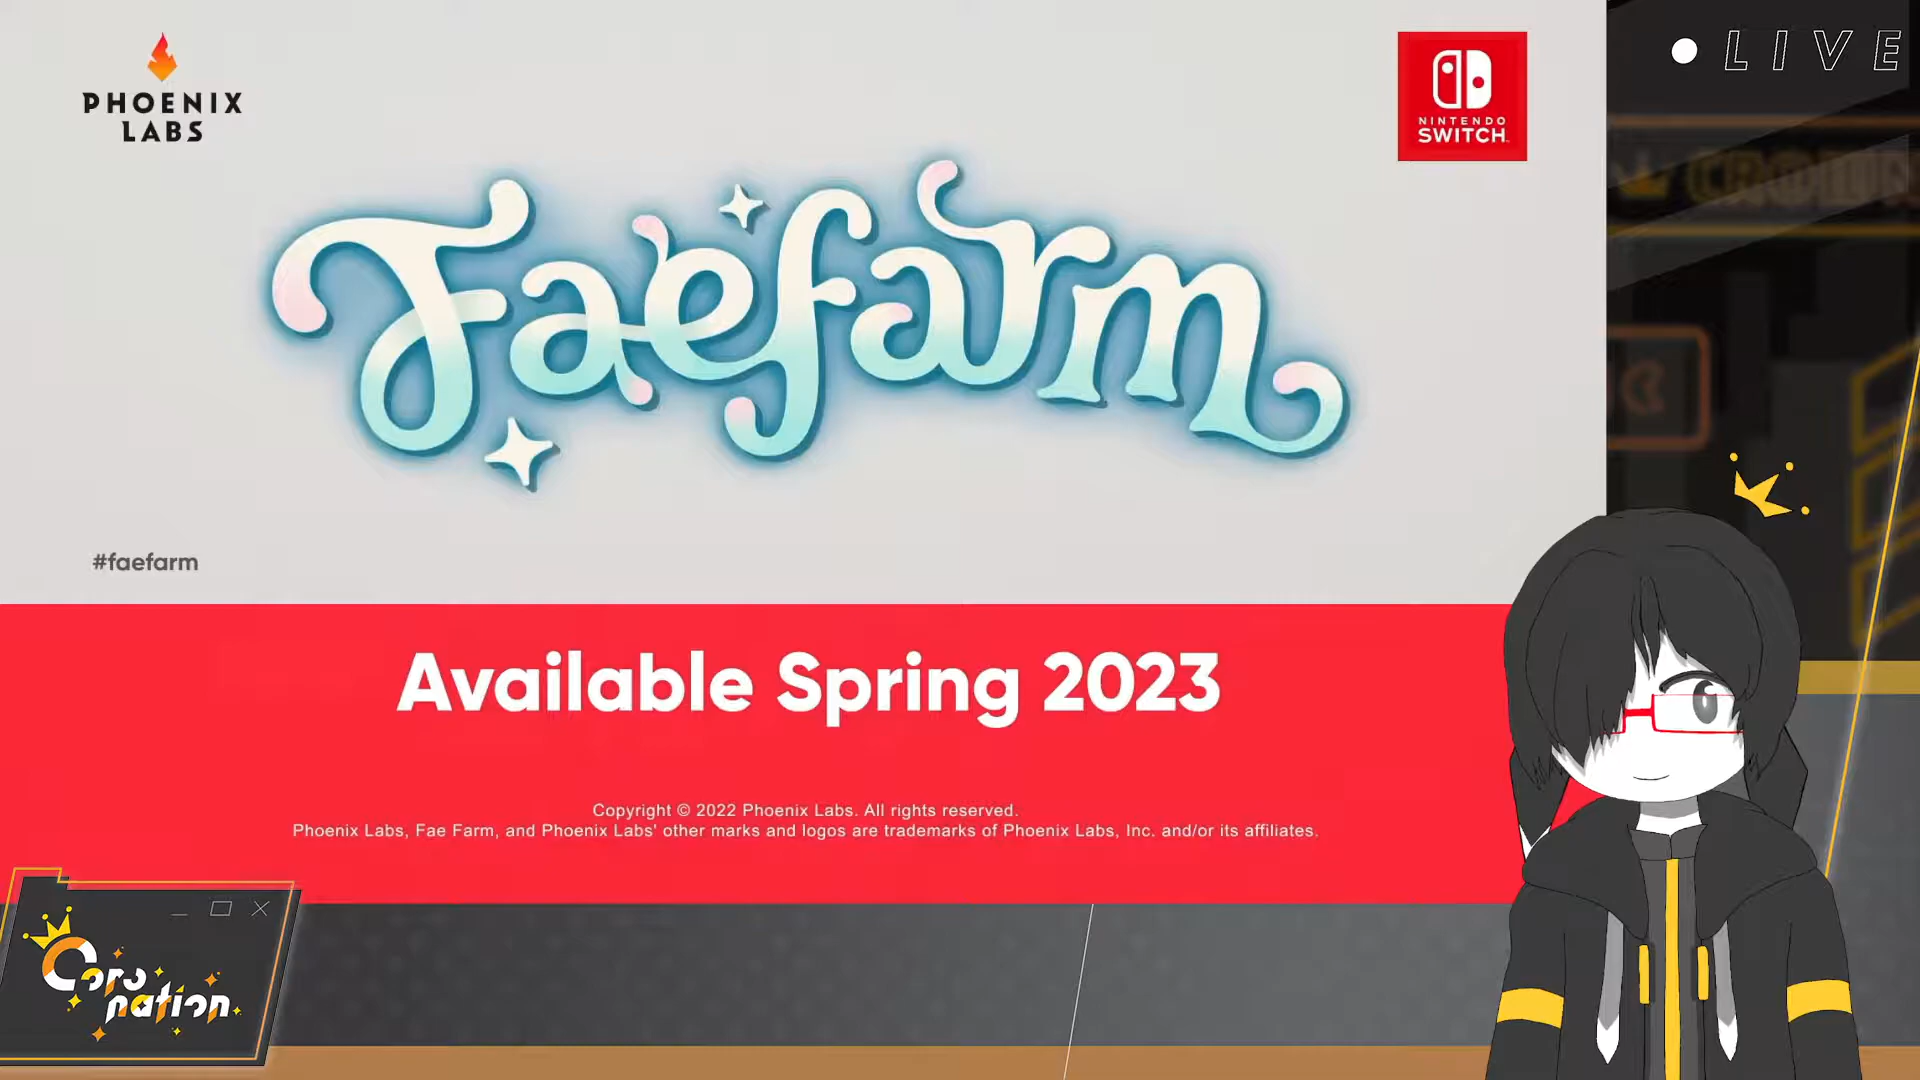 PHOENIX
LABS
NINTENDO
SWITCH
LIVE
Faefarm
#faefarm
Available Spring 2023
Copyright © 2022 Phoenix Labs. All rights reserved.
Phoenix Labs, Fae Farm, and Phoenix Labs' other marks and logos are trademarks of Phoenix Labs, Inc. and/or its affiliates.
Coro
nation